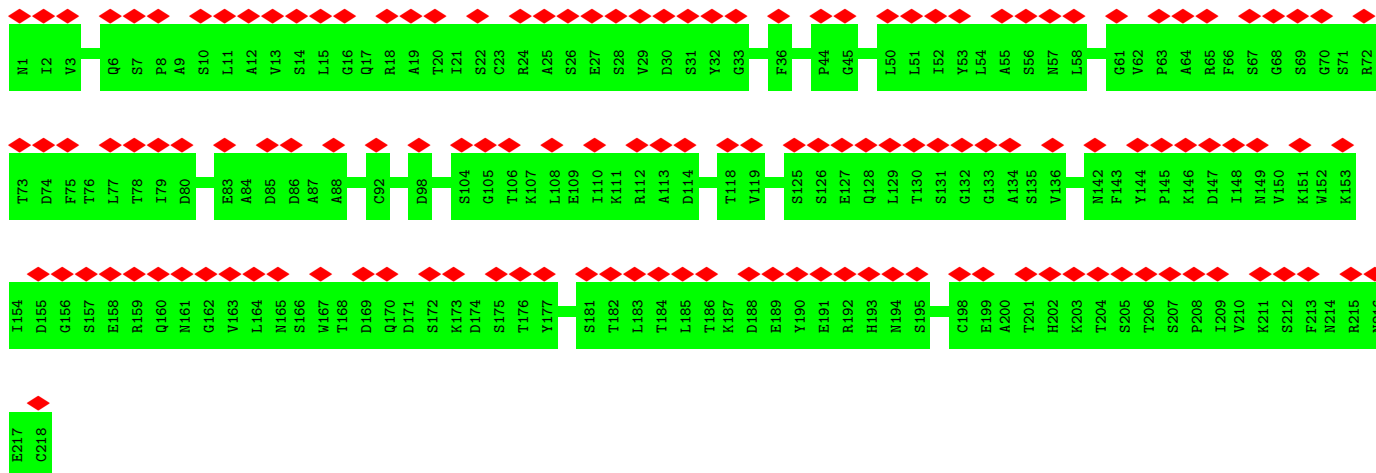 N1 I2 V3 Q6 S7 P8 A9 S10 L11 A12 V13 S14 L15 G16 Q17 R18 A19 T20 I21 S22 C23 R24 A25 S26 E27 S28 V29 D30 S31 Y32 G33 F36 P44 G45 L50 L51 I52 Y53 L54 A55 S56 N57 L58 G61 V62 P63 A64 R65 F66 S67 G68 S69 G70 S71 R72
T73 D74 F75 T76 L77 T78 I79 D80 E83 A84 D85 D86 A87 A88 C92 D98 S104 G105 T106 K107 L108 E109 I110 K111 R112 A113 D114 T118 V119 S125 S126 E127 Q128 L129 T130 S131 G132 G133 A134 S135 V136 N142 F143 Y144 P145 K146 D147 I148 N149 V150 K151 W152 K153
I154 D155 G156 S157 E158 R159 Q160 N161 G162 V163 L164 N165 S166 W167 T168 D169 Q170 D171 S172 K173 D174 S175 T176 Y177 S181 T182 L183 T184 L185 T186 K187 D188 E189 Y190 E191 R192 H193 N194 S195 C198 E199 A200 T201 H202 K203 T204 S205 T206 S207 P208 I209 V210 K211 S212 F213 N214 R215
E217 C218